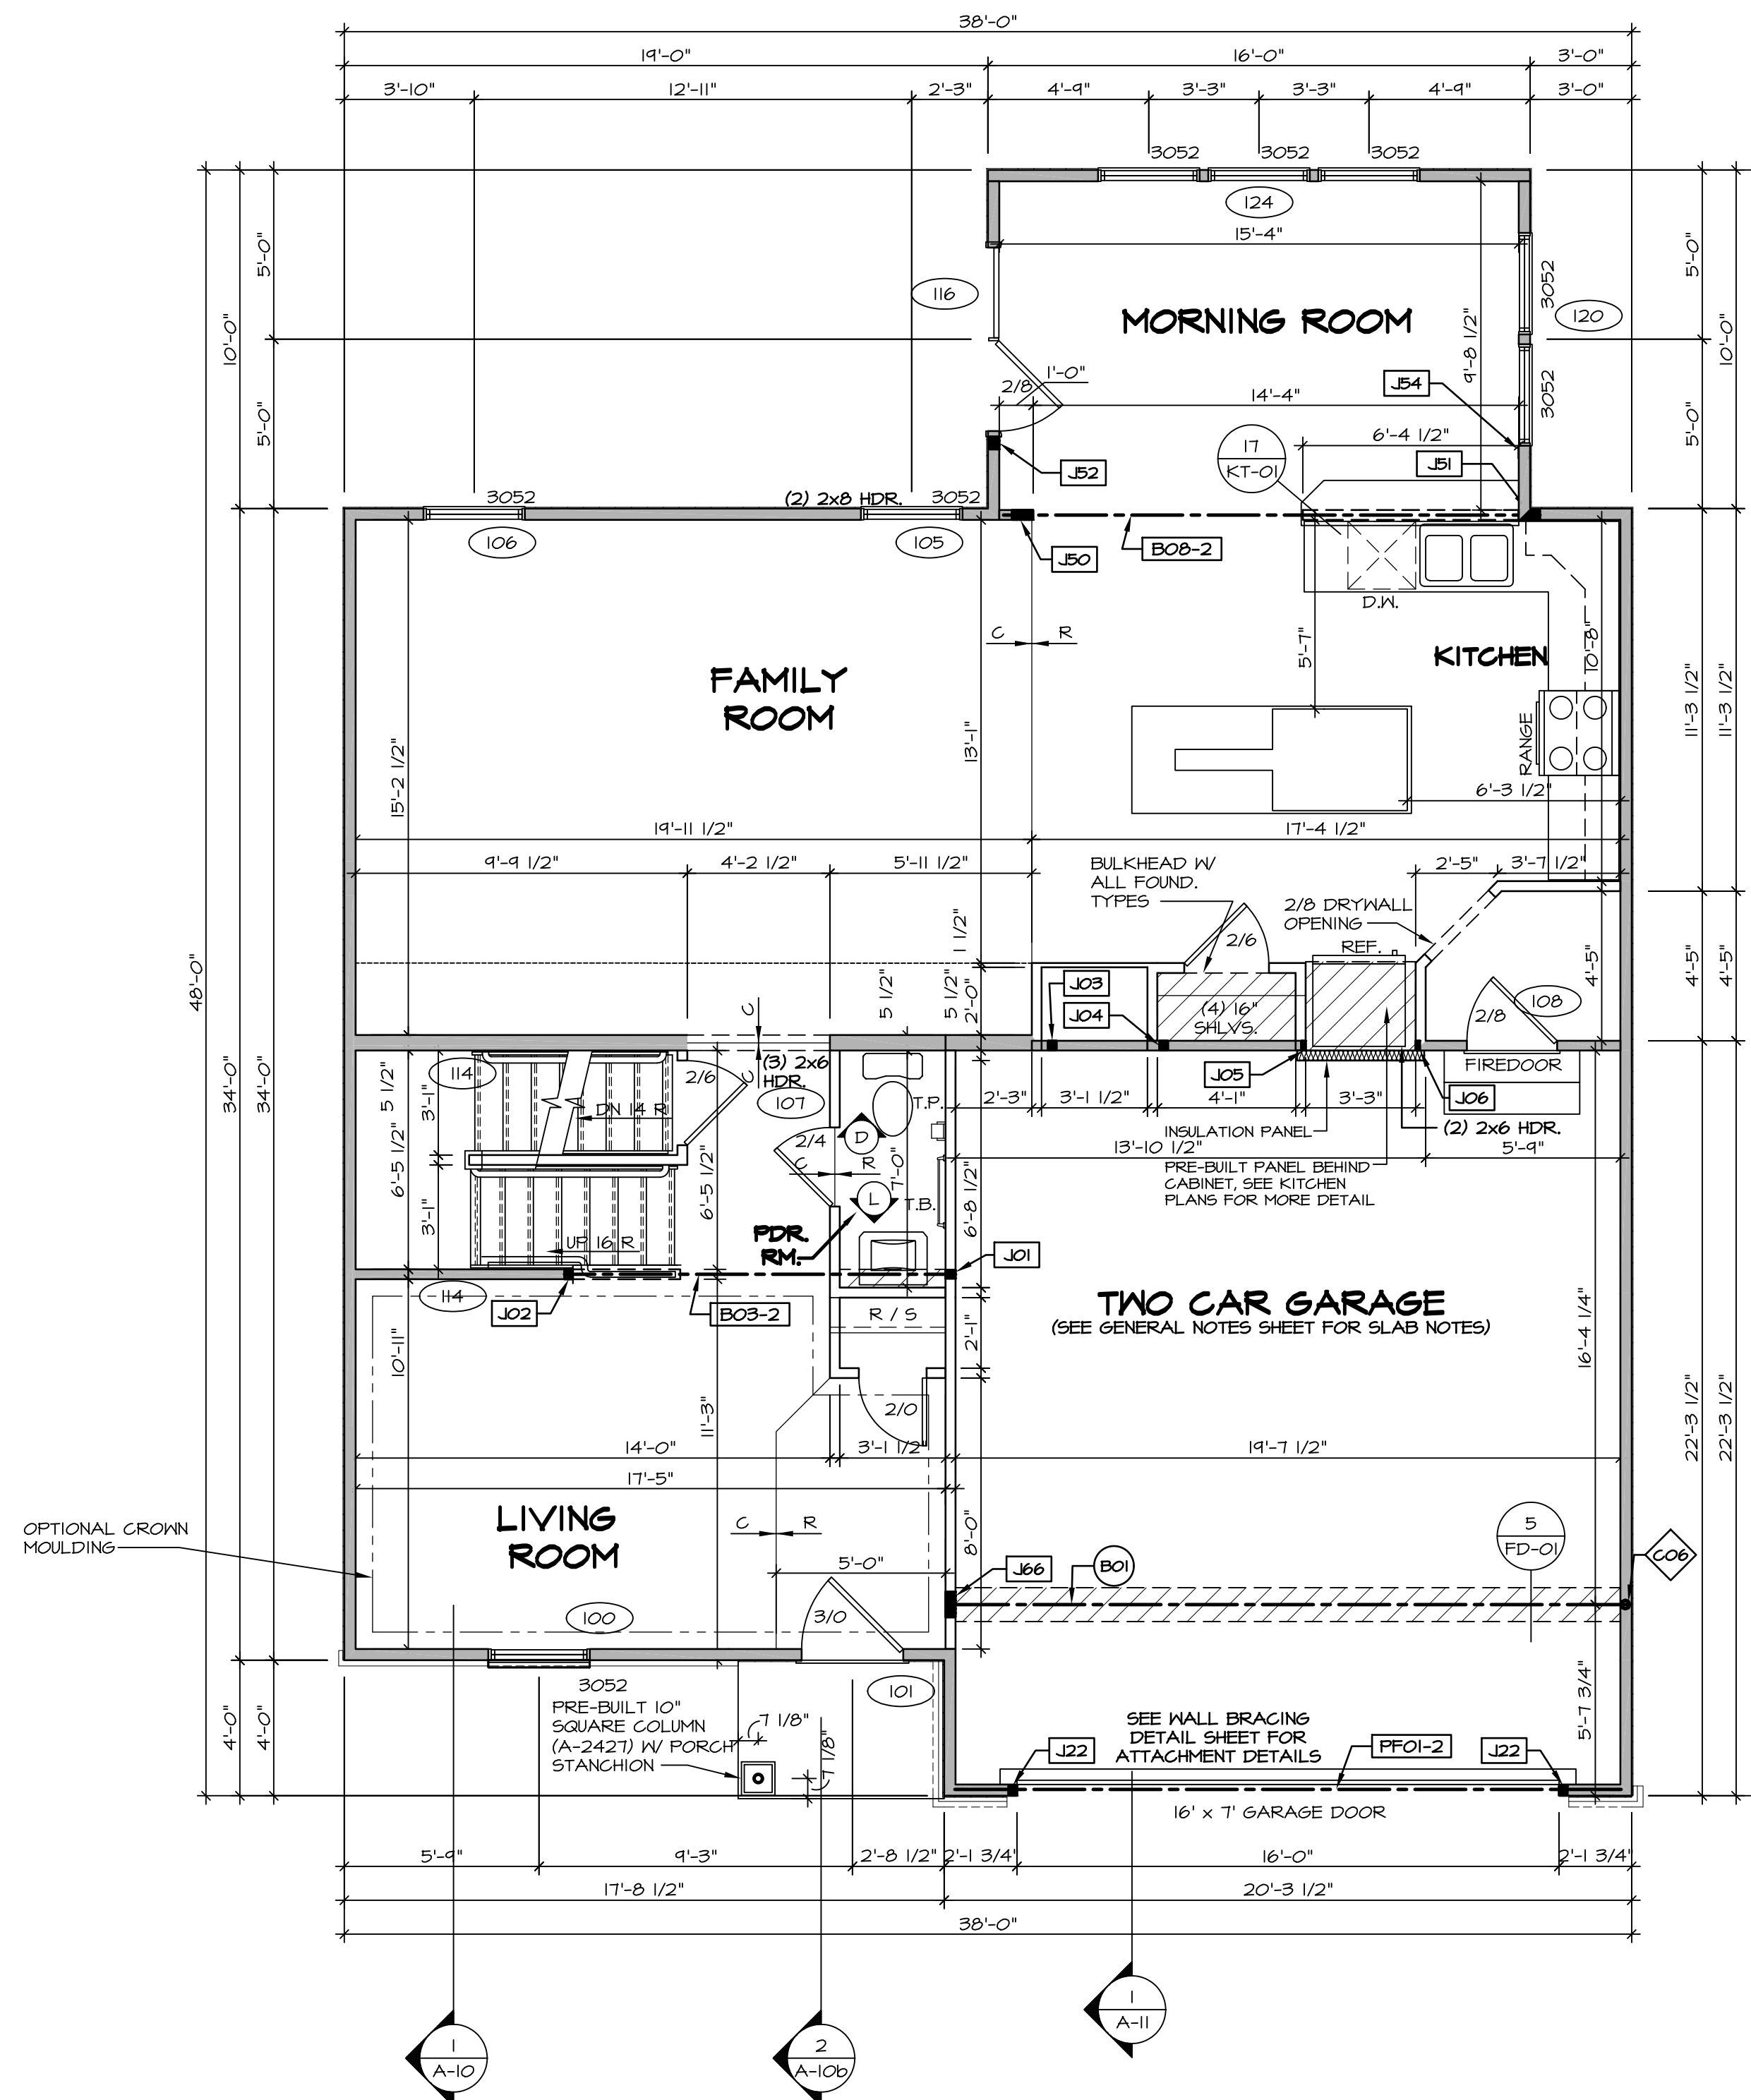 38'-0"
19'-0"
16'-0"
3'-0"
3'-10"
12'-11"
2'-3"
4'-9"
3'-3"
3'-3"
4'-9"
3'-0"
3052
3052
3052
124
15'-4"
5'-0"
10'-0"
5'-0"
116
MORNING ROOM
9'-8 1/2"
3052
120
3052
5'-0"
10'-0"
5'-0"
1'-0"
2/8
14'-4"
J54
6'-4 1/2"
17
KT-01
J51
J52
3052
(2) 2x8 HDR.
3052
106
105
J50
B08-2
D.W.
C
R
5'-7"
KITCHEN
10'-8"
FAMILY
ROOM
11'-3 1/2"
11'-3 1/2"
15'-2 1/2"
13'-1"
RANGE
6'-3 1/2"
19'-11 1/2"
17'-4 1/2"
9'-9 1/2"
4'-2 1/2"
5'-11 1/2"
BULKHEAD W/
ALL FOUND.
TYPES
2'-5"
3'-7 1/2"
2/8 DRYWALL
OPENING
1 1/2"
2/6
REF.
48'-0"
34'-0"
34'-0"
4'-5"
4'-5"
4'-5"
5 1/2"
5 1/2"
2'-0"
J03
J04
(4) 16"
SHLVS.
108
2/8
C
C
(3) 2x6
HDR.
FIREDOOR
114
5 1/2"
3'-1"
2/6
107
J05
J06
DN 14 R
T.P.
2'-3"
3'-1 1/2"
4'-1"
3'-3"
D
2/4
INSULATION PANEL
(2) 2x6 HDR.
13'-10 1/2"
5'-9"
6'-5 1/2"
6'-5 1/2"
C
R
7'-0"
PRE-BUILT PANEL BEHIND
CABINET, SEE KITCHEN
PLANS FOR MORE DETAIL
3'-1"
L
T.B.
6'-8 1/2"
UP 16 R
PDR.
RM.
J01
114
J02
B03-2
R / S
2'-1"
TWO CAR GARAGE
(SEE GENERAL NOTES SHEET FOR SLAB NOTES)
16'-4 1/4"
10'-11"
11'-3"
2/0
22'-3 1/2"
22'-3 1/2"
14'-0"
3'-1 1/2"
19'-7 1/2"
17'-5"
LIVING
ROOM
C
R
8'-0"
OPTIONAL CROWN
MOULDING
5
FD-01
C06
5'-0"
J66
B01
100
3/0
3052
101
PRE-BUILT 10"
SQUARE COLUMN
(A-2427) W/ PORCH
STANCHION
7 1/8"
7 1/8"
4'-0"
4'-0"
SEE WALL BRACING
DETAIL SHEET FOR
ATTACHMENT DETAILS
J22
PF01-2
J22
5'-7 3/4"
16' x 7' GARAGE DOOR
5'-9"
9'-3"
2'-8 1/2"
2'-1 3/4"
16'-0"
2'-1 3/4"
17'-8 1/2"
20'-3 1/2"
38'-0"
1
A-11
1
A-10
2
A-10b